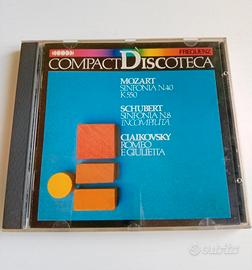 FREQUENZ
COMPACT DISCOTECA
MOZART
SINFONIA N.40
K 550
SCHUBERT
SINFONIA N.8
INCOMPIUTA
CIAIKOVSKY
ROMEO
E GIULIETTA
subito